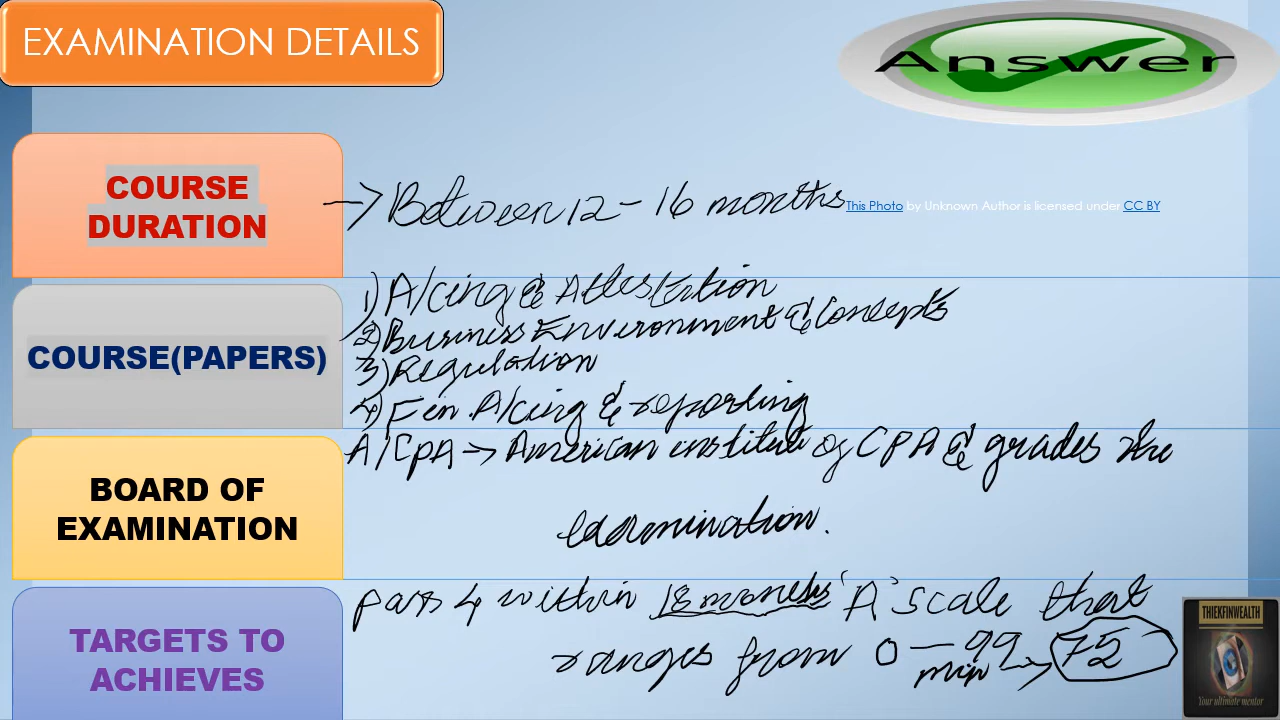 EXAMINATION DETAILS
Answer
COURSE
DURATION
→ Between 12 - 16 months
This Photo by Unknown Author is licensed under CC BY
COURSE(PAPERS)
1) A/cing & Attestation
2) Business Environment & Concepts
3) Regulation
4) Fin A/cing & reporting
BOARD OF
EXAMINATION
A/CPA → American institute of CPA & grades the
examination.
TARGETS TO
ACHIEVES
pass 4 within 18 months 'A' scale that
ranges from 0 — 99
min → 75
THIEKFINWEALTH
Your ultimate mentor